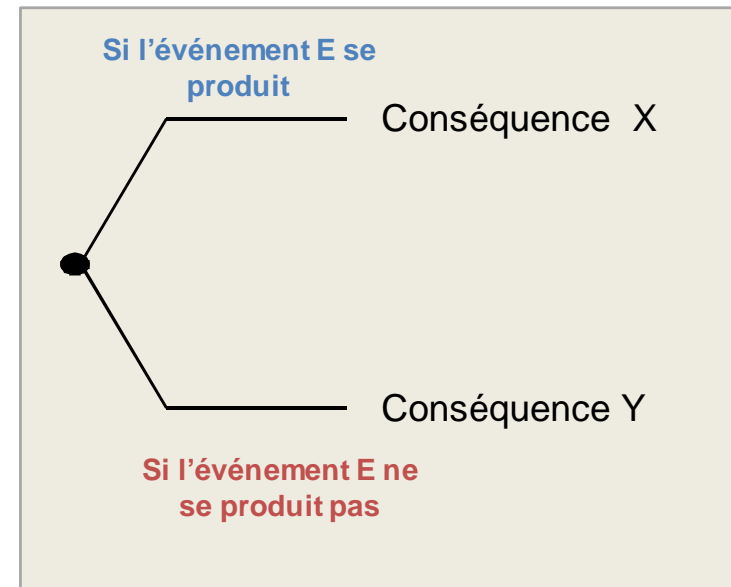 Si l’événement E se
produit
Conséquence X
Conséquence Y
Si l’événement E ne
se produit pas